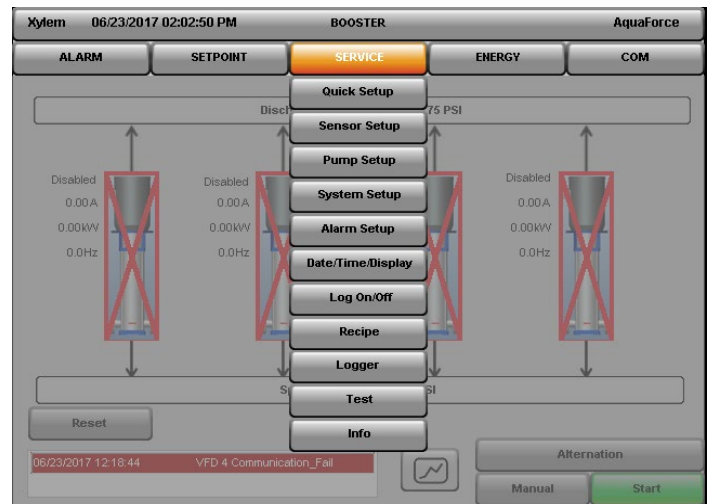 Xylem 06/23/2017 02:02:50 PM BOOSTER AquaForce
ALARM SETPOINT SERVICE ENERGY COM
Quick Setup
75 PSI
Sensor Setup
Pump Setup
System Setup
Alarm Setup
Date/Time/Display
Log On/Off
Recipe
Logger
Test
Info
Disabled
0.00A
0.00kW
0.0Hz
Disabled
0.00A
0.00kW
0.0Hz
Disabled
0.00A
0.00kW
0.0Hz
Reset
06/23/2017 12:18:44 VFD 4 Communication_Fail
Alternation
Manual Start